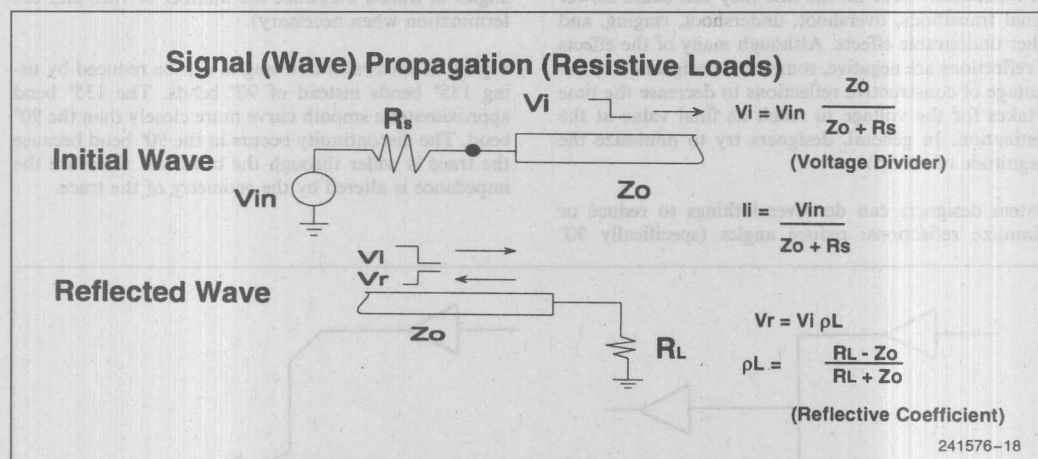 Signal (Wave) Propagation (Resistive Loads)
Initial Wave
Rs
Vin
Vi
Zo
Vi = Vin Zo
Zo + Rs
(Voltage Divider)
Ii = Vin
Zo + Rs
Reflected Wave
Vi
Vr
Zo
RL
Vr = Vi ρL
ρL = RL - Zo
RL + Zo
(Reflective Coefficient)
241576-18